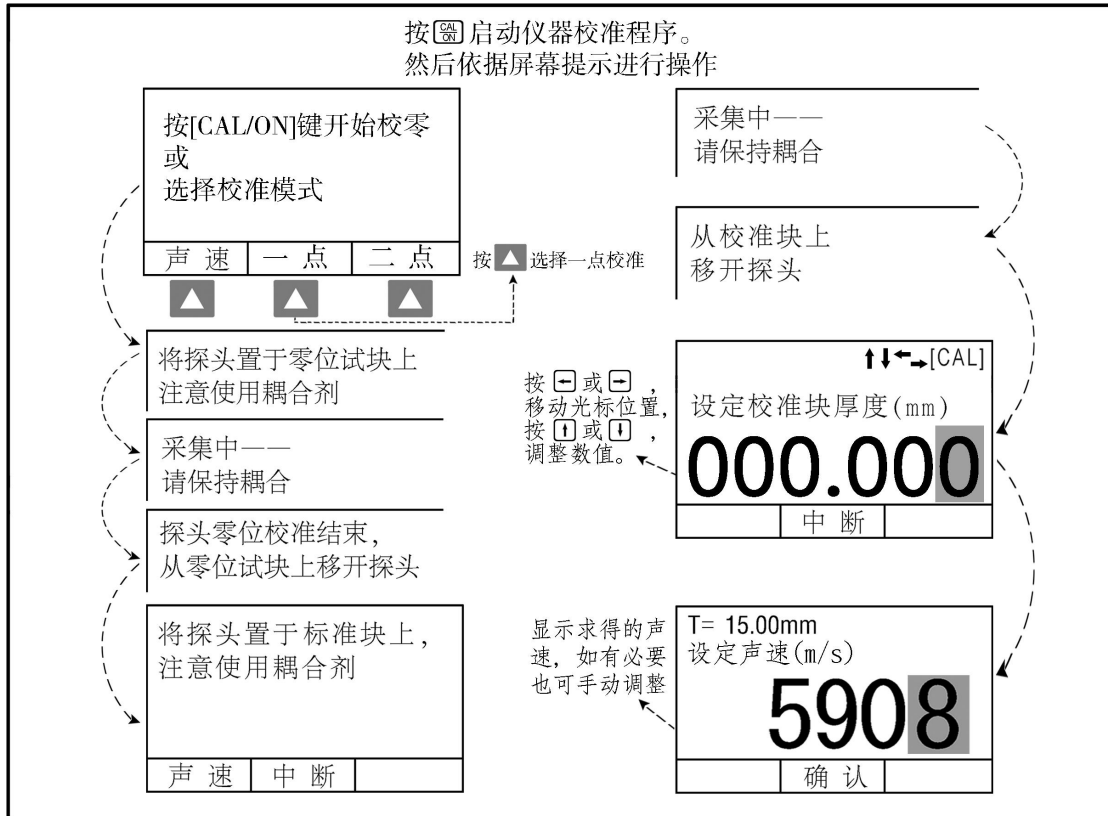 按CAL ON启动仪器校准程序。
然后依据屏幕提示进行操作
按[CAL/ON]键开始校零
或
选择校准模式
声 速 一 点 二 点
按 选择一点校准
将探头置于零位试块上
注意使用耦合剂
采集中——
请保持耦合
探头零位校准结束，
从零位试块上移开探头
将探头置于标准块上，
注意使用耦合剂
声 速 中 断
采集中——
请保持耦合
从校准块上
移开探头
[CAL]
设定校准块厚度(mm)
000.000
中 断
按←或→，
移动光标位置，
按↑或↓，
调整数值。
T= 15.00mm
设定声速(m/s)
5908
确 认
显示求得的声
速，如有必要
也可手动调整